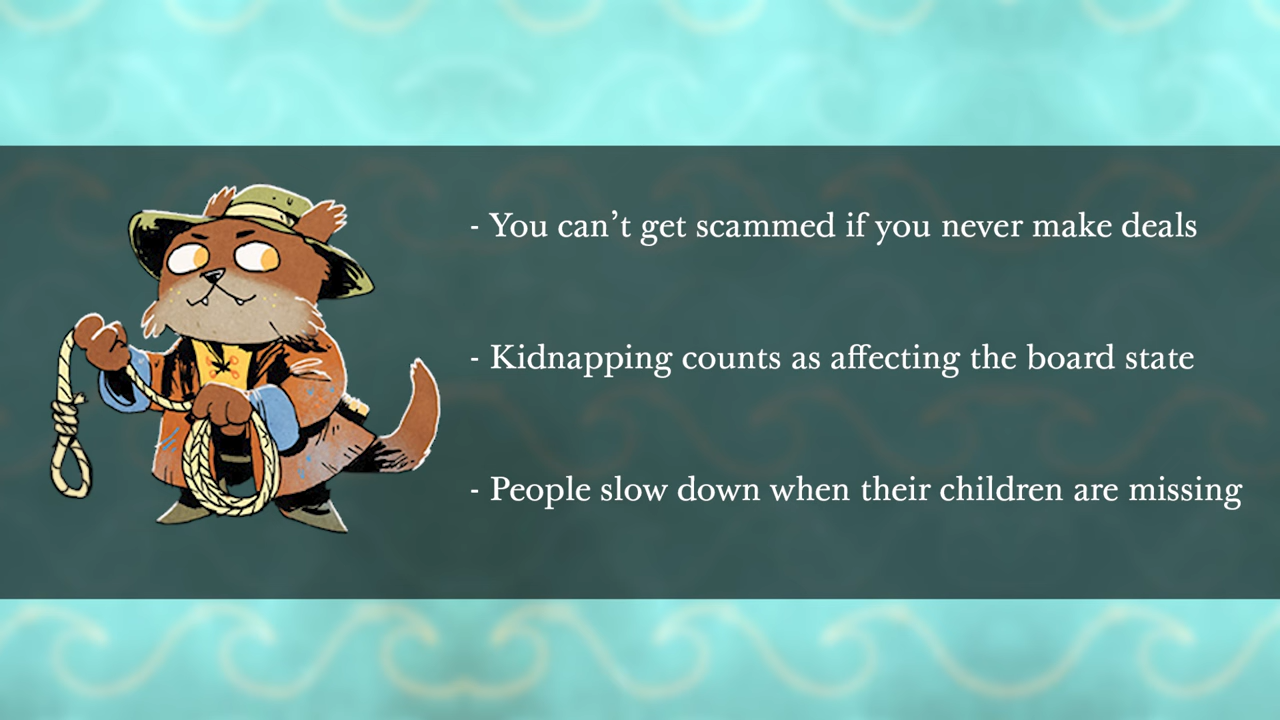 - You can’t get scammed if you never make deals
- Kidnapping counts as affecting the board state
- People slow down when their children are missing